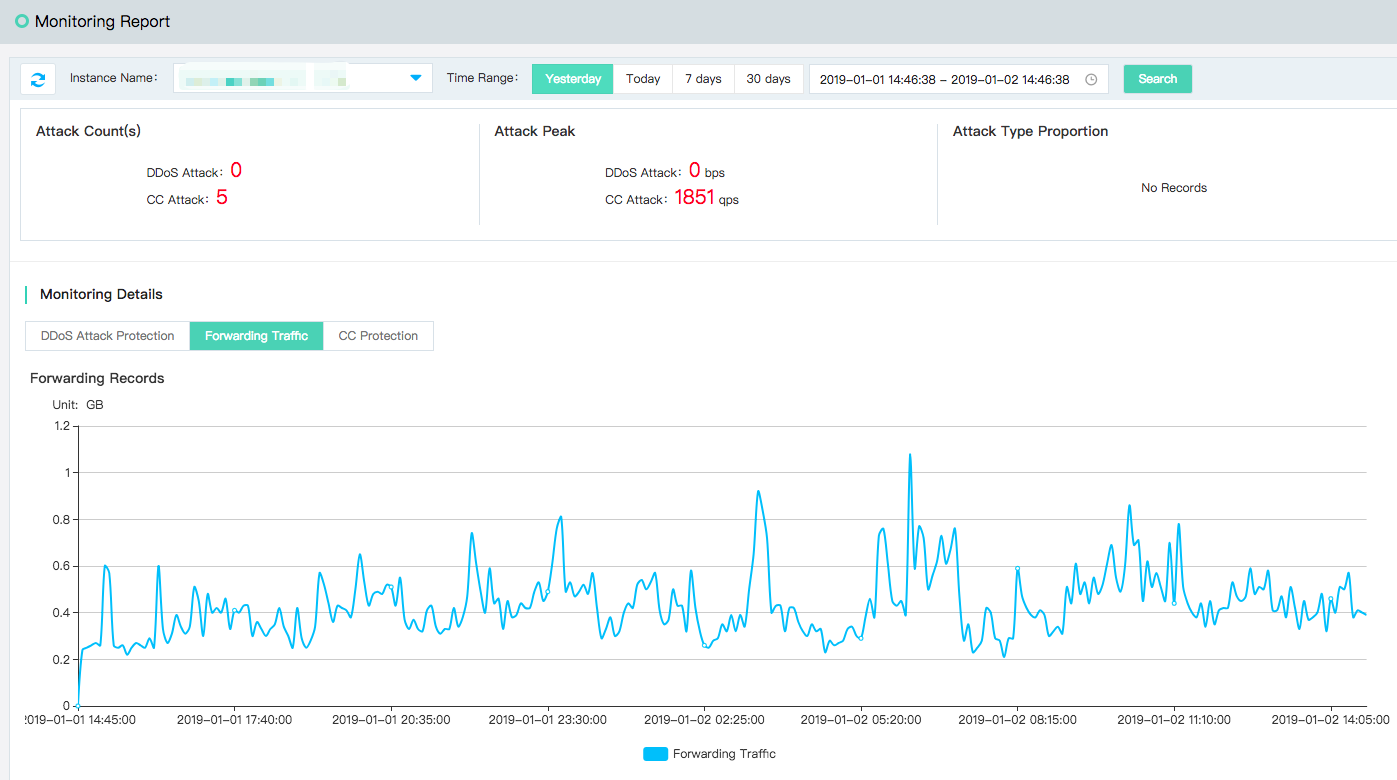 Monitoring Report
Instance Name: Time Range: Yesterday Today 7 days 30 days 2019-01-01 14:46:38 - 2019-01-02 14:46:38 Search
Attack Count(s) Attack Peak Attack Type Proportion
DDoS Attack: 0 DDoS Attack: 0 bps
No Records
CC Attack: 5 CC Attack: 1851 qps
Monitoring Details
DDoS Attack Protection Forwarding Traffic CC Protection
Forwarding Records
Unit: GB
1.2
1
0.8
0.6
0.4
0.2
0
2019-01-01 14:45:00 2019-01-01 17:40:00 2019-01-01 20:35:00 2019-01-01 23:30:00 2019-01-02 02:25:00 2019-01-02 05:20:00 2019-01-02 08:15:00 2019-01-02 11:10:00 2019-01-02 14:05:00
Forwarding Traffic